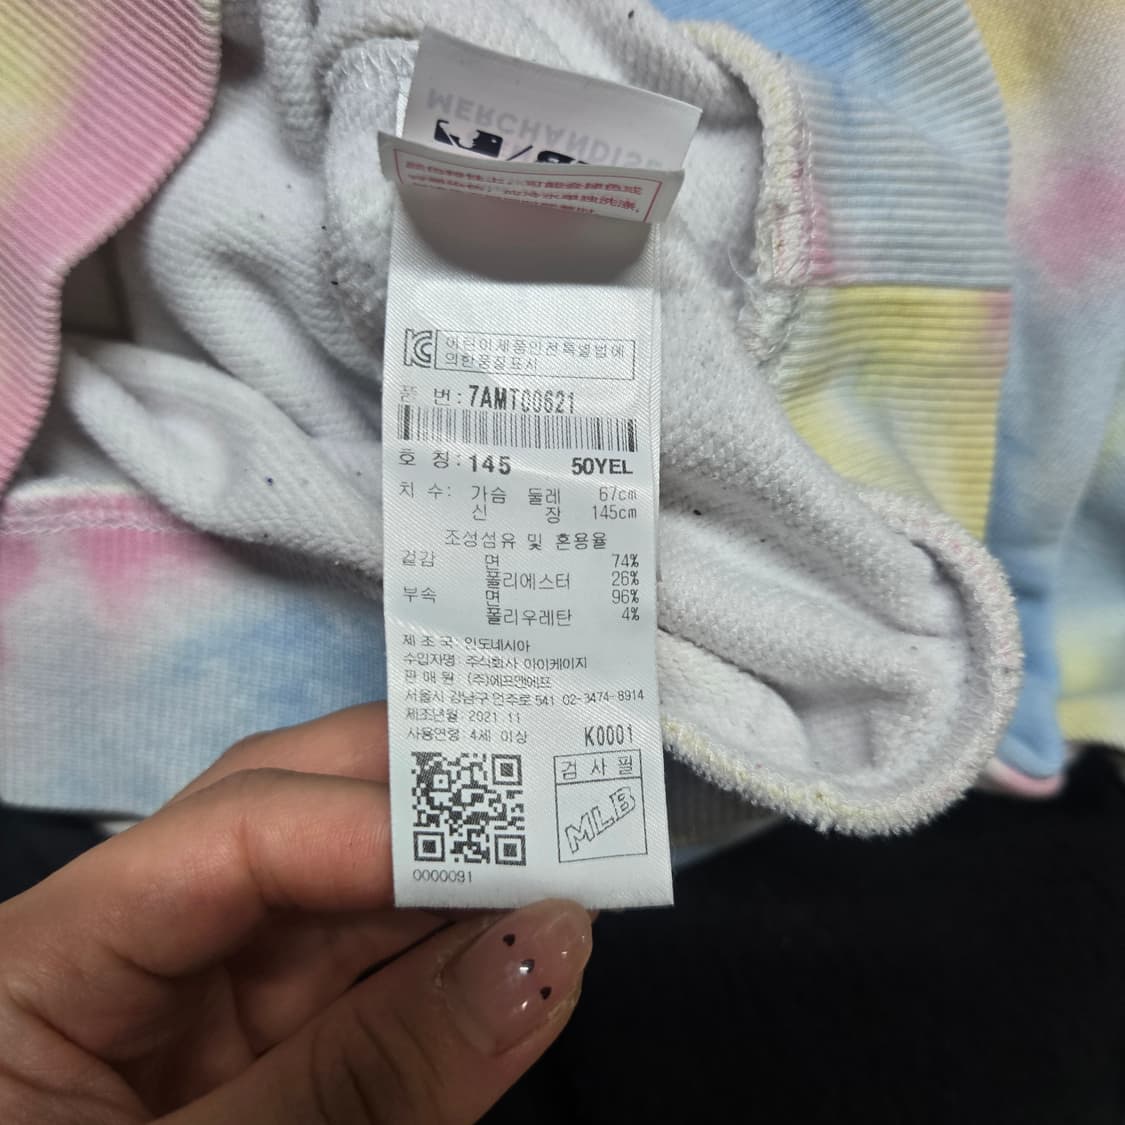 MERCHANDISE
KC 어린이제품안전특별법에
의한품질표시
품 번: 7AMT00621
호 칭: 145 50YEL
치 수: 가슴 둘레 67cm
신 장 145cm
조성섬유 및 혼용율
겉감 면 74%
폴리에스터 26%
부속 면 96%
폴리우레탄 4%
제 조 국: 인도네시아
수입자명: 주식회사 아이케이지
판 매 원: (주)에프앤에프
서울시 강남구 언주로 541 02-3474-8914
제조년월: 2021.11
사용연령: 4세 이상 K0001
검사필
MLB
0000091